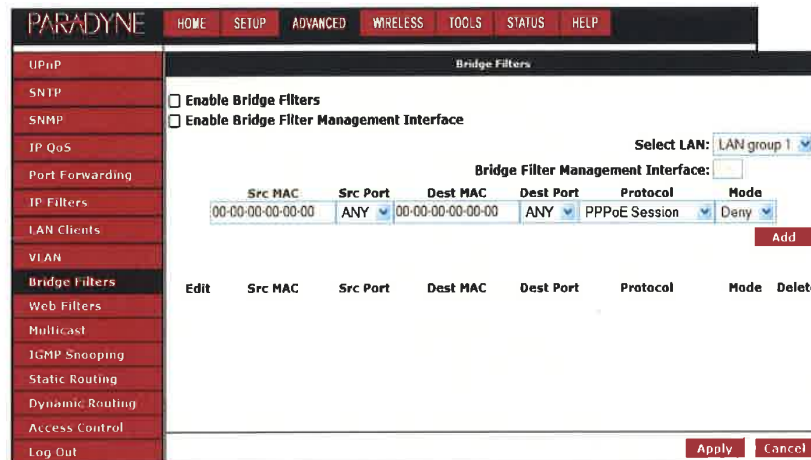 PARADYNE
HOME SETUP ADVANCED WIRELESS TOOLS STATUS HELP
UPnP
SNTP
SNMP
IP QoS
Port Forwarding
IP Filters
LAN Clients
VLAN
Bridge Filters
Web Filters
Multicast
IGMP Snooping
Static Routing
Dynamic Routing
Access Control
Log Out
Bridge Filters
Enable Bridge Filters
Enable Bridge Filter Management Interface
Select LAN: LAN group 1
Bridge Filter Management Interface:
Src MAC Src Port Dest MAC Dest Port Protocol Mode
00-00-00-00-00-00 ANY 00-00-00-00-00-00 ANY PPPoE Session Deny
Add
Edit Src MAC Src Port Dest MAC Dest Port Protocol Mode Delet
Apply Cancel